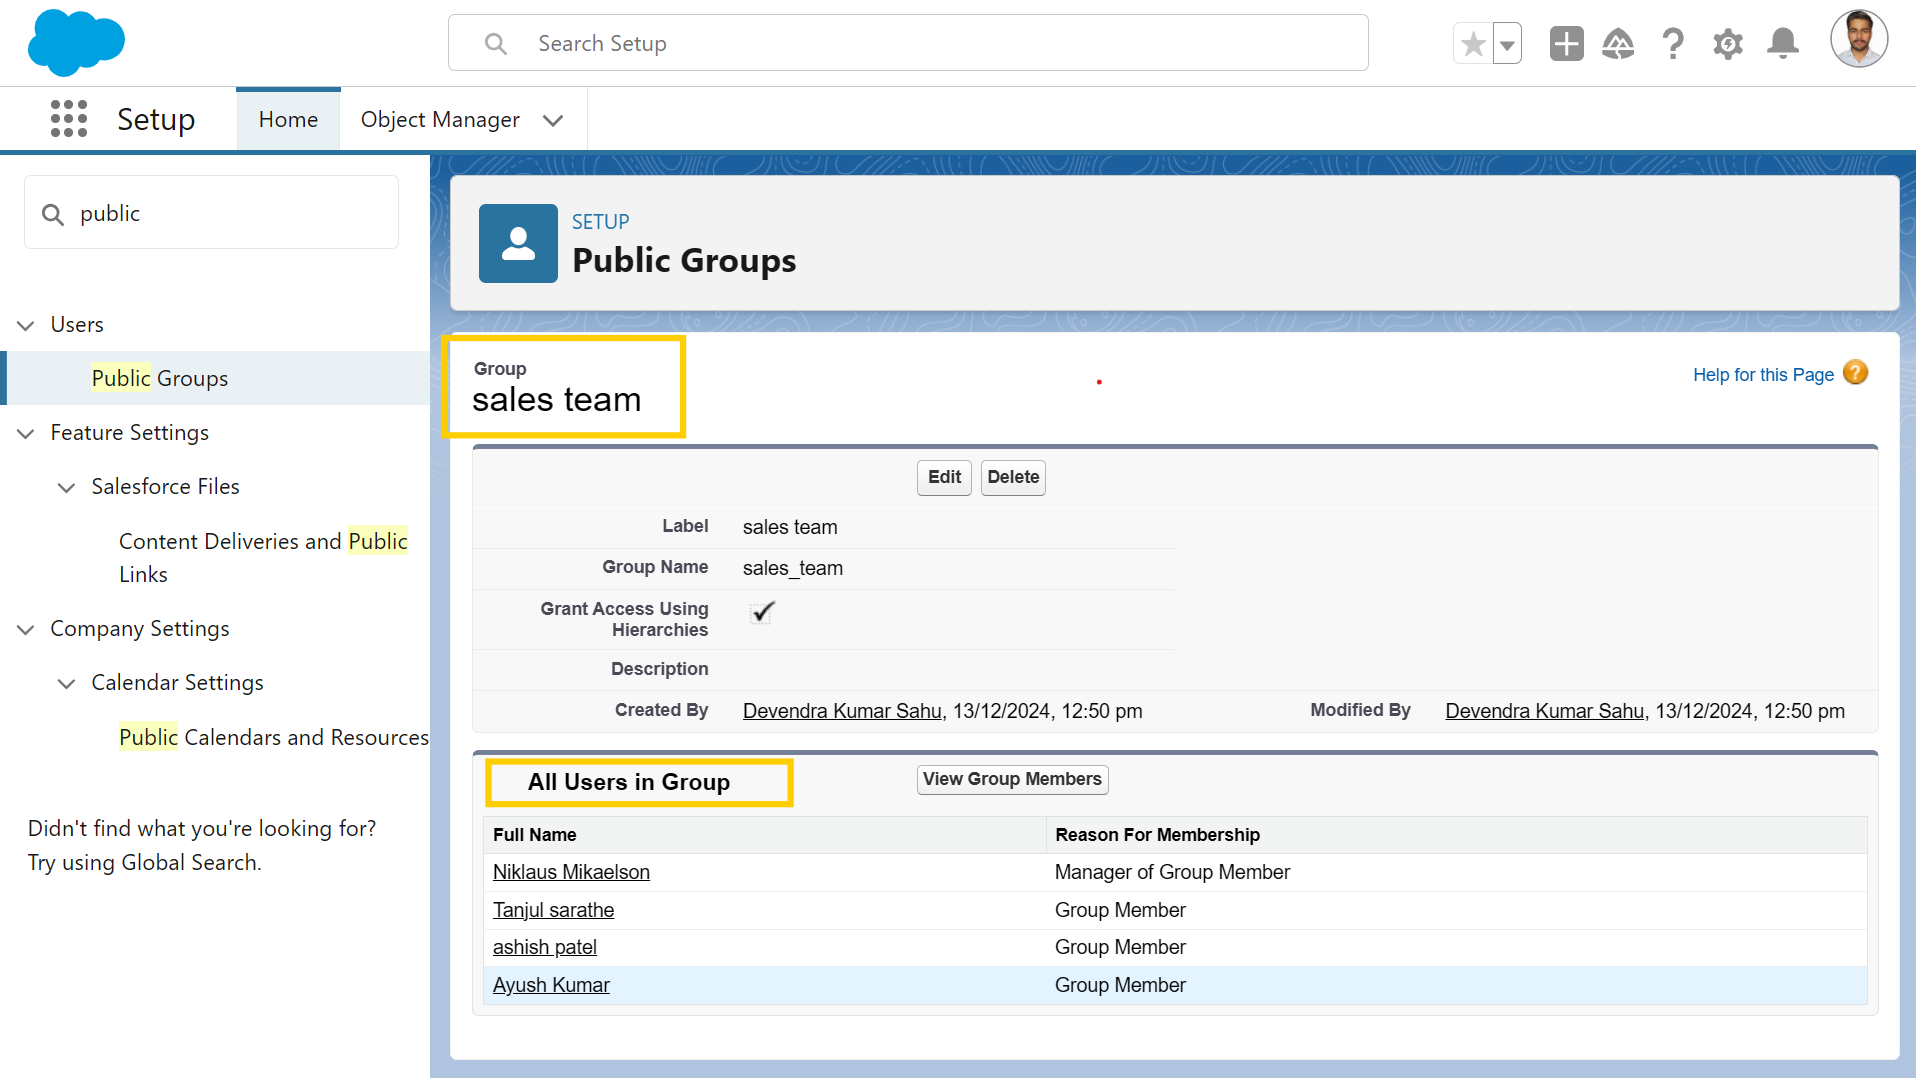 Search Setup
Setup
Home
Object Manager
public
Users
Public Groups
Feature Settings
Salesforce Files
Content Deliveries and Public
Links
Company Settings
Calendar Settings
Public Calendars and Resources
Didn't find what you're looking for?
Try using Global Search.
SETUP
Public Groups
Group
sales team
Help for this Page
Edit Delete
Label sales team
Group Name sales_team
Grant Access Using
Hierarchies
Description
Created By Devendra Kumar Sahu, 13/12/2024, 12:50 pm Modified By Devendra Kumar Sahu, 13/12/2024, 12:50 pm
All Users in Group View Group Members
Full Name Reason For Membership
Niklaus Mikaelson Manager of Group Member
Tanjul sarathe Group Member
ashish patel Group Member
Ayush Kumar Group Member